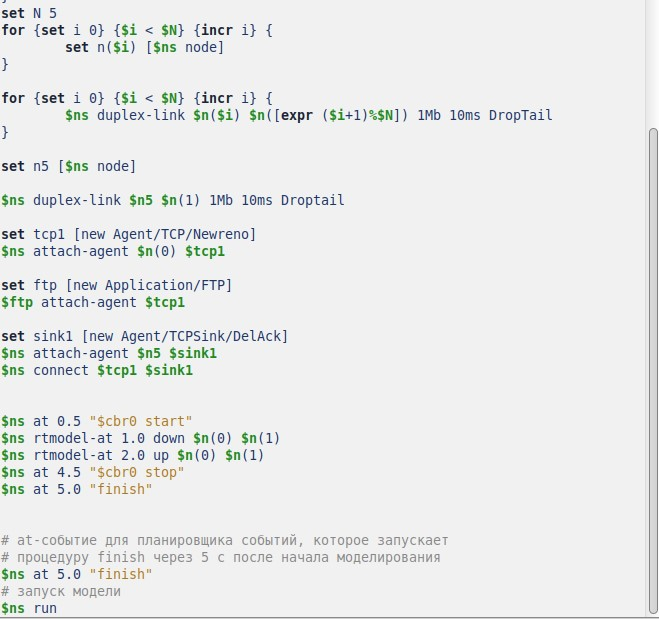 }
set N 5
for {set i 0} {$i < $N} {incr i} {
        set n($i) [$ns node]
}

for {set i 0} {$i < $N} {incr i} {
        $ns duplex-link $n($i) $n([expr ($i+1)%$N]) 1Mb 10ms DropTail
}

set n5 [$ns node]

$ns duplex-link $n5 $n(1) 1Mb 10ms Droptail

set tcp1 [new Agent/TCP/Newreno]
$ns attach-agent $n(0) $tcp1

set ftp [new Application/FTP]
$ftp attach-agent $tcp1

set sink1 [new Agent/TCPSink/DelAck]
$ns attach-agent $n5 $sink1
$ns connect $tcp1 $sink1


$ns at 0.5 "$cbr0 start"
$ns rtmodel-at 1.0 down $n(0) $n(1)
$ns rtmodel-at 2.0 up $n(0) $n(1)
$ns at 4.5 "$cbr0 stop"
$ns at 5.0 "finish"


# at-событие для планировщика событий, которое запускает
# процедуру finish через 5 с после начала моделирования
$ns at 5.0 "finish"
# запуск модели
$ns run